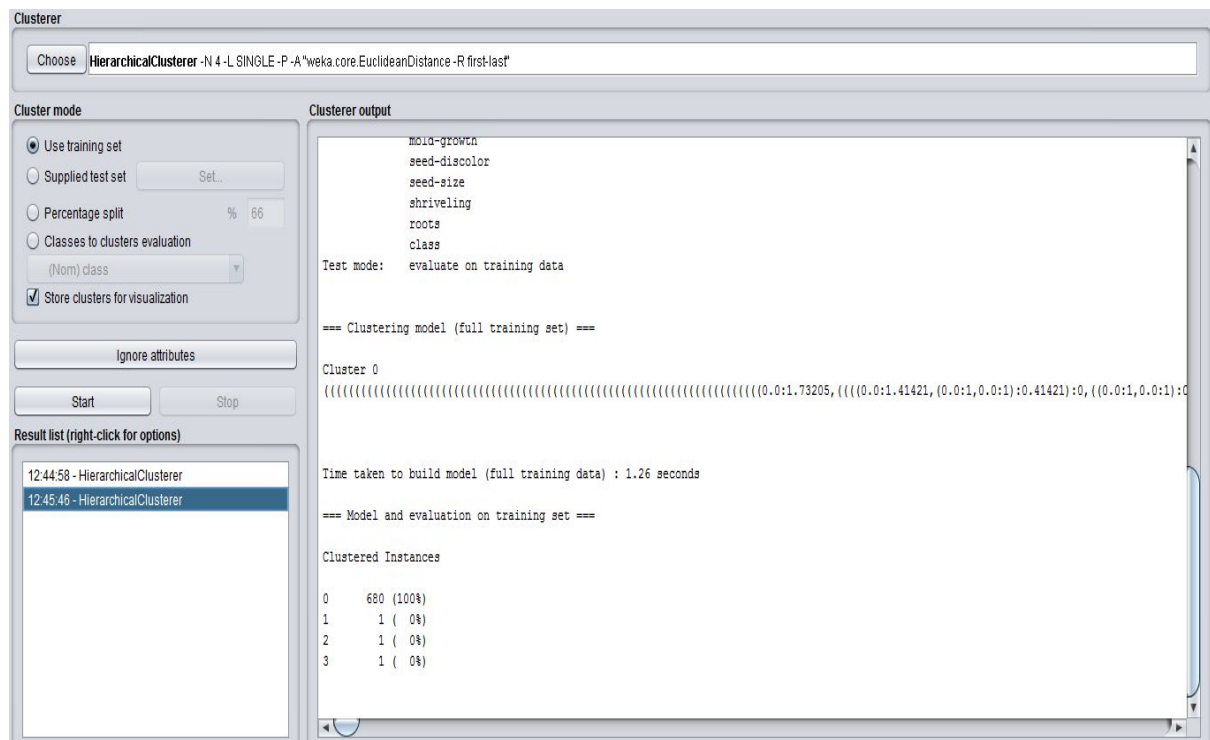 Clusterer
Choose HierarchicalClusterer -N 4 -L SINGLE -P -A "weka.core.EuclideanDistance -R first-last"
Cluster mode
Use training set
Supplied test set Set...
Percentage split % 66
Classes to clusters evaluation
(Nom) class
Store clusters for visualization
Ignore attributes
Start Stop
Result list (right-click for options)
12:44:58 - HierarchicalClusterer
12:45:46 - HierarchicalClusterer
Clusterer output
mold-growth
seed-discolor
seed-size
shriveling
roots
class
Test mode: evaluate on training data
=== Clustering model (full training set) ===
Cluster 0
((((((((((((((((((((((((((((((((((((((((((((((((((((((((((((((((((((((0.0:1.73205,((((0.0:1.41421,(0.0:1,0.0:1):0.41421):0,((0.0:1,0.0:1):0
Time taken to build model (full training data) : 1.26 seconds
=== Model and evaluation on training set ===
Clustered Instances
0 680 (100%)
1 1 ( 0%)
2 1 ( 0%)
3 1 ( 0%)